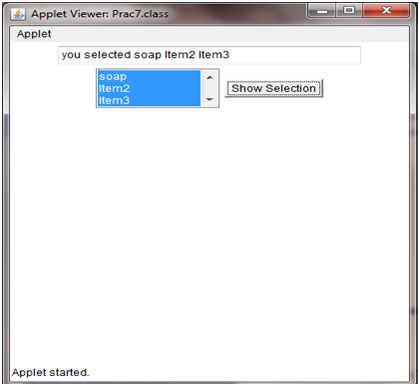 Applet Viewer: Prac7.class
Applet
you selected soap Item2 Item3
soap
Item2
Item3
Show Selection
Applet started.